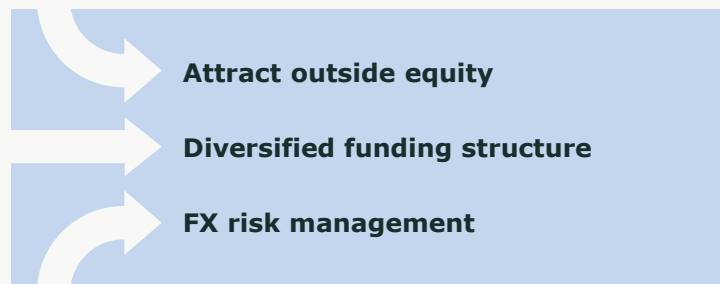 Attract outside equity
Diversified funding structure
FX risk management